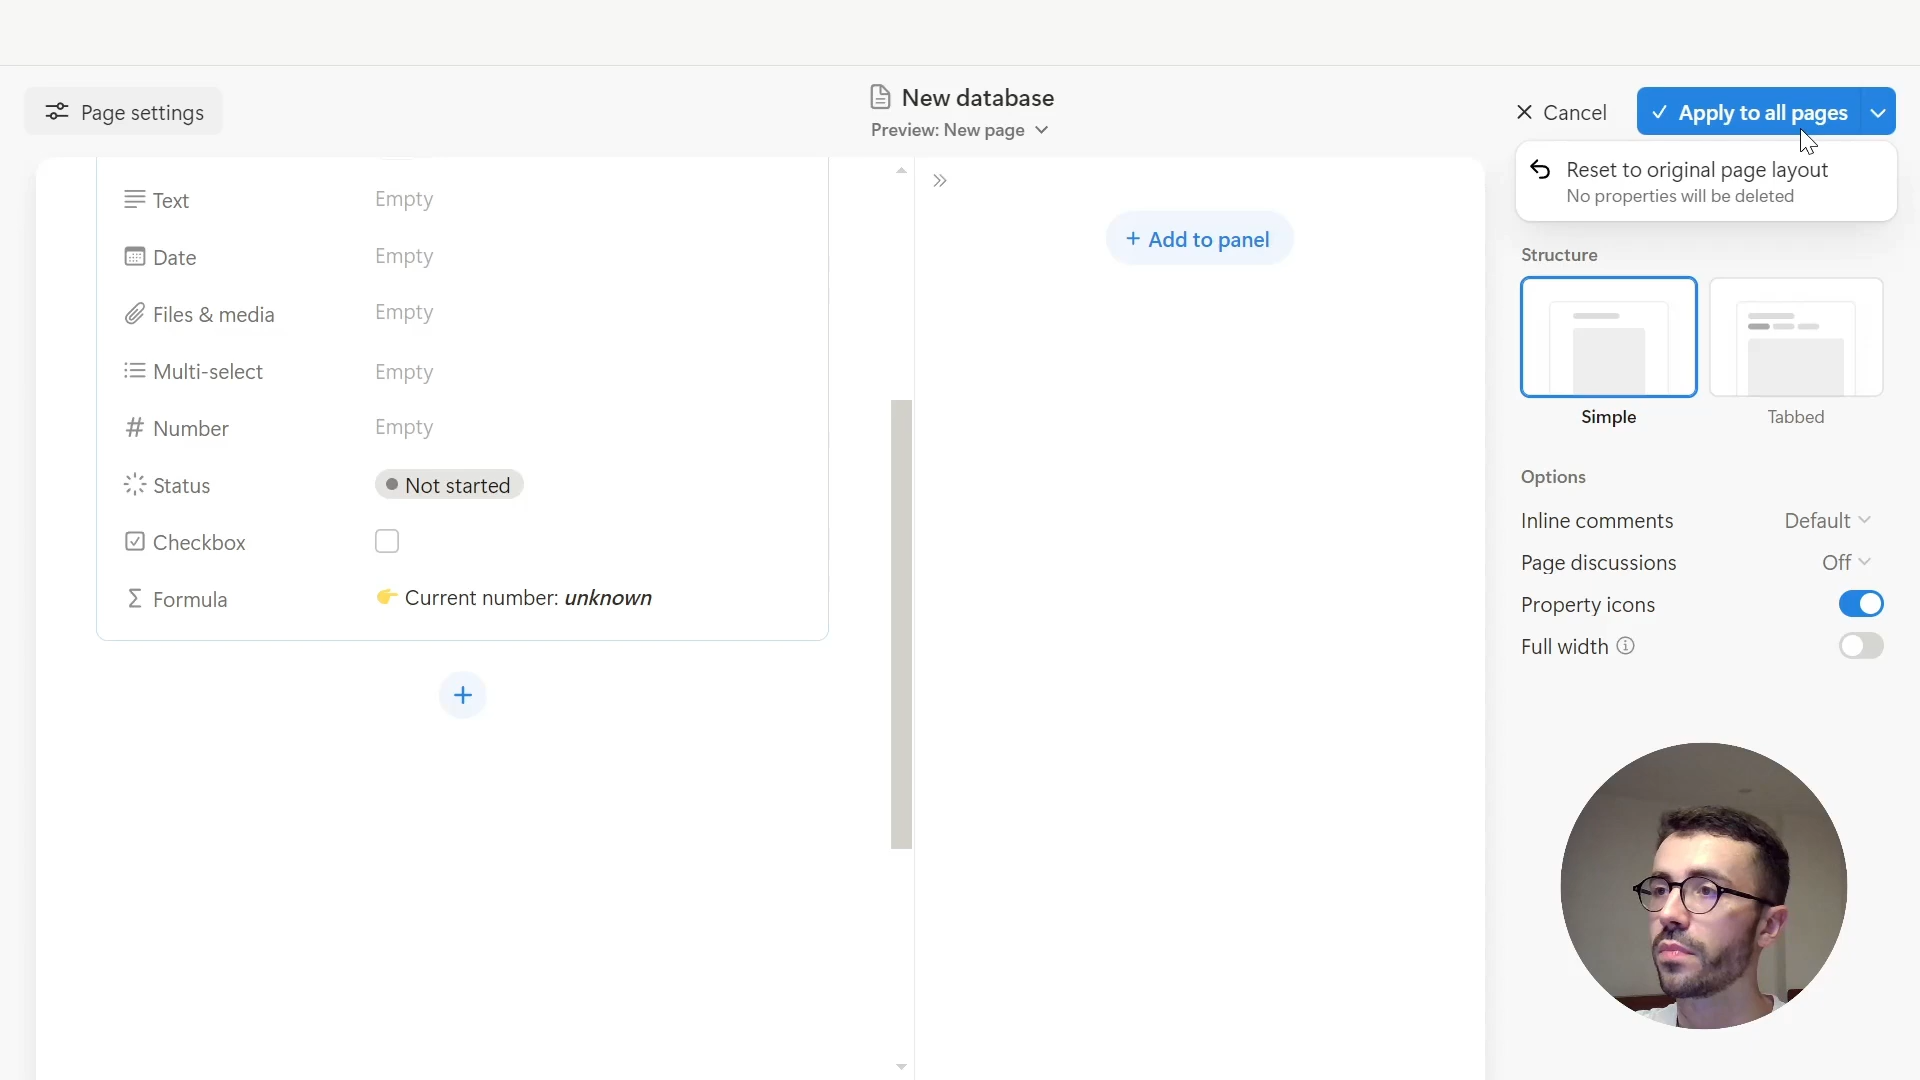 Page settings
New database
Preview: New page
Cancel
Apply to all pages
Reset to original page layout
No properties will be deleted
Text Empty
Date Empty
Files & media Empty
Multi-select Empty
Number Empty
Status Not started
Checkbox
Formula 👉 Current number: unknown
+ Add to panel
Structure
Simple
Tabbed
Options
Inline comments Default
Page discussions Off
Property icons
Full width